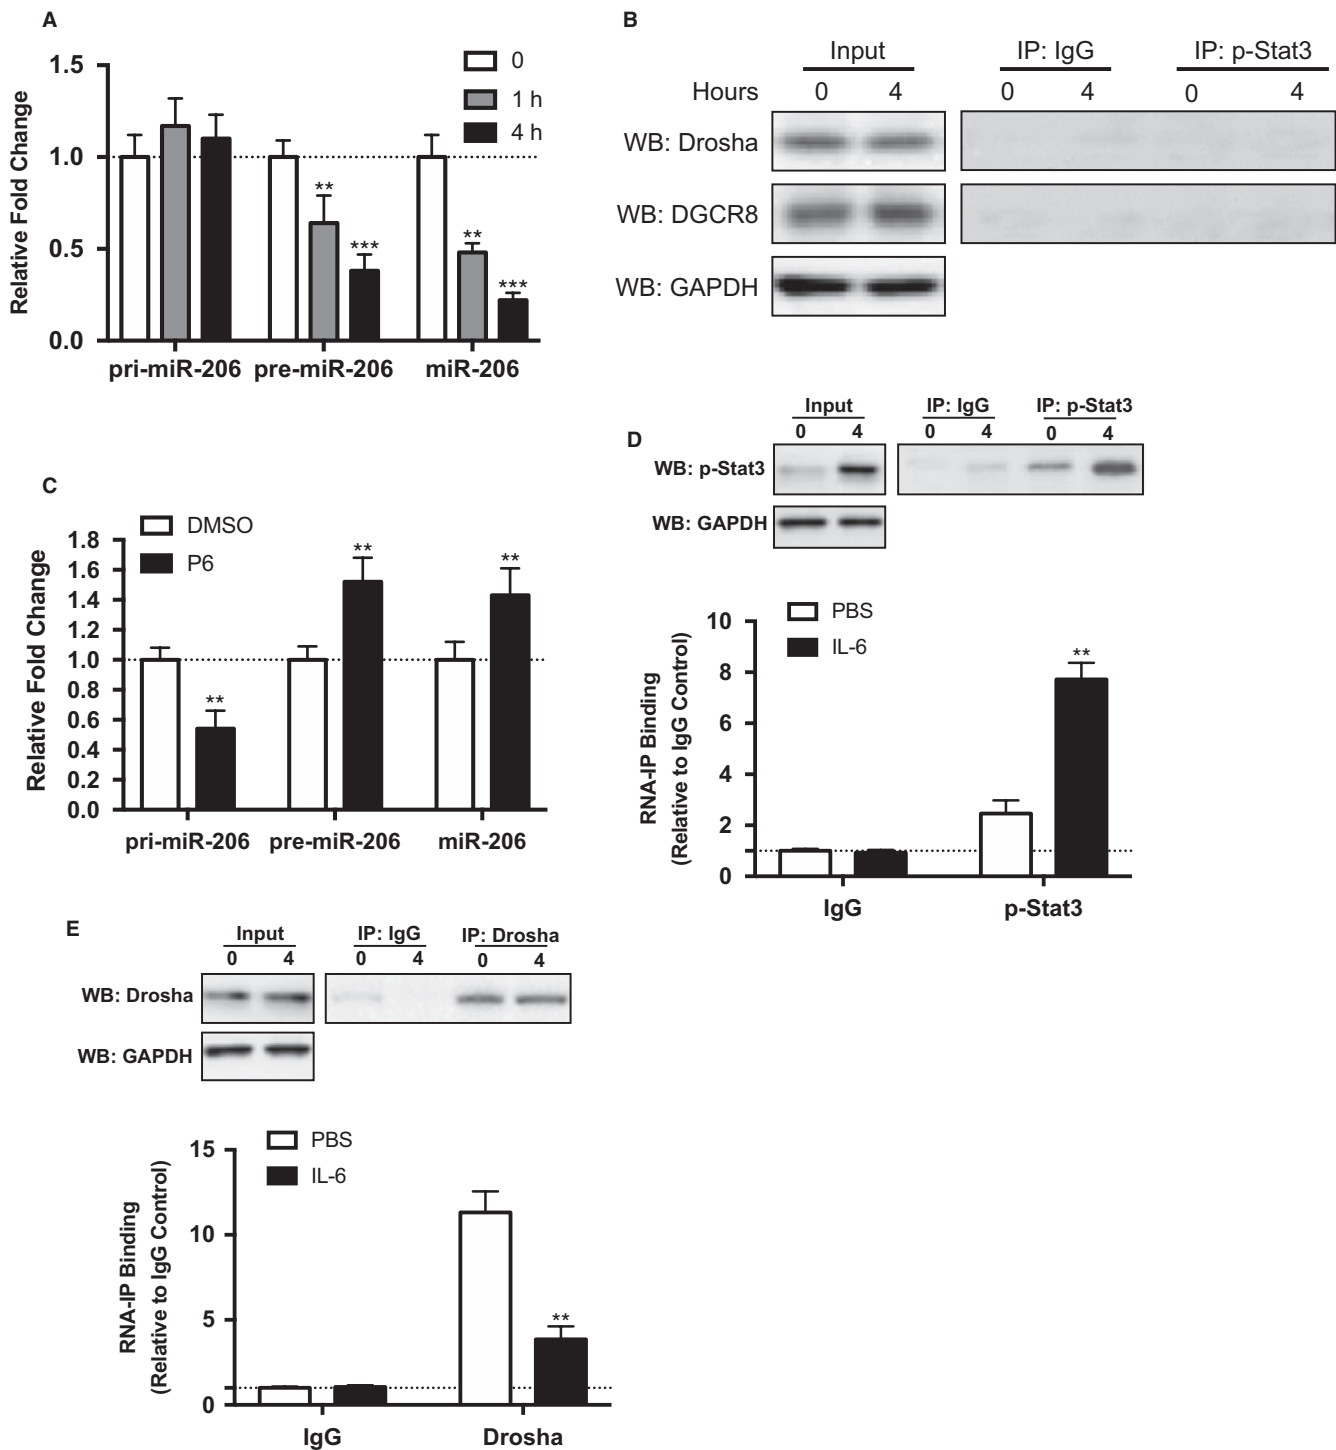 A
Relative Fold Change
1.5
1.0
0.5
0.0
0
1 h
4 h
**
***
**
***
pri-miR-206 pre-miR-206 miR-206
B
Input IP: IgG IP: p-Stat3
Hours 0 4 0 4 0 4
WB: Drosha
WB: DGCR8
WB: GAPDH
C
Relative Fold Change
DMSO
P6
1.8
1.6
1.4
1.2
1.0
0.8
0.6
0.4
0.2
0.0
**
**
**
pri-miR-206 pre-miR-206 miR-206
D
Input IP: IgG IP: p-Stat3
0 4 0 4 0 4
WB: p-Stat3
WB: GAPDH
RNA-IP Binding
(Relative to IgG Control)
PBS
IL-6
10
8
6
4
2
0
**
IgG p-Stat3
E
Input IP: IgG IP: Drosha
0 4 0 4 0 4
WB: Drosha
WB: GAPDH
RNA-IP Binding
(Relative to IgG Control)
PBS
IL-6
15
10
5
0
**
IgG Drosha